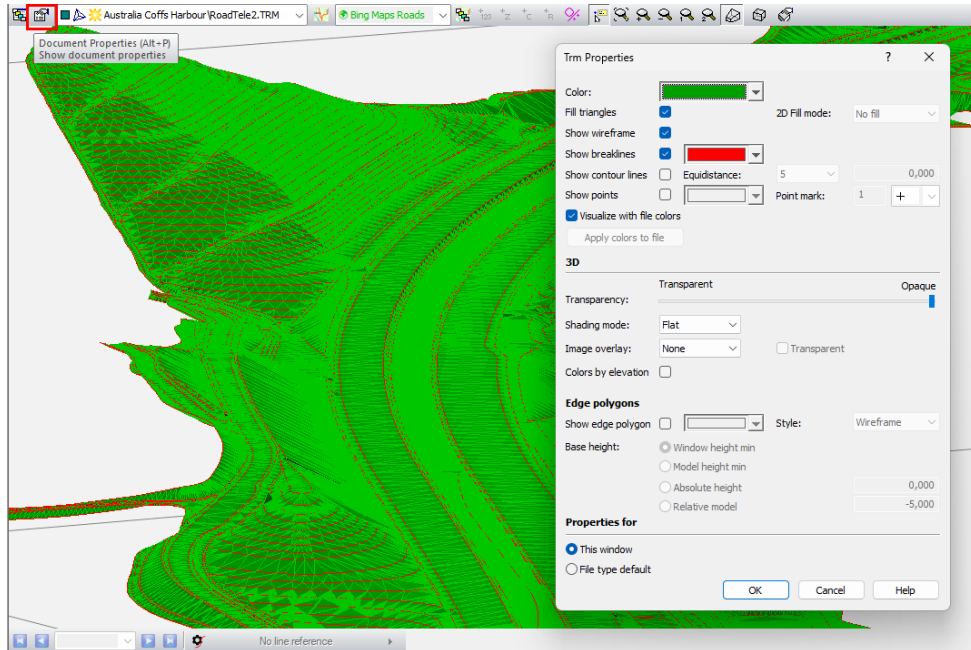 Australia Coffs Harbour\RoadTele2.TRM Bing Maps Roads 123 z c R
Document Properties (Alt+P)
Show document properties
Trm Properties ?
Color:
Fill triangles 2D Fill mode: No fill
Show wireframe
Show breaklines
Show contour lines Equidistance: 5 0,000
Show points Point mark: 1 +
Visualize with file colors
Apply colors to file
3D
Transparent Opaque
Transparency:
Shading mode: Flat
Image overlay: None Transparent
Colors by elevation
Edge polygons
Show edge polygon Style: Wireframe
Base height: Window height min
Model height min
Absolute height 0,000
Relative model -5,000
Properties for
This window
File type default
OK Cancel Help
No line reference